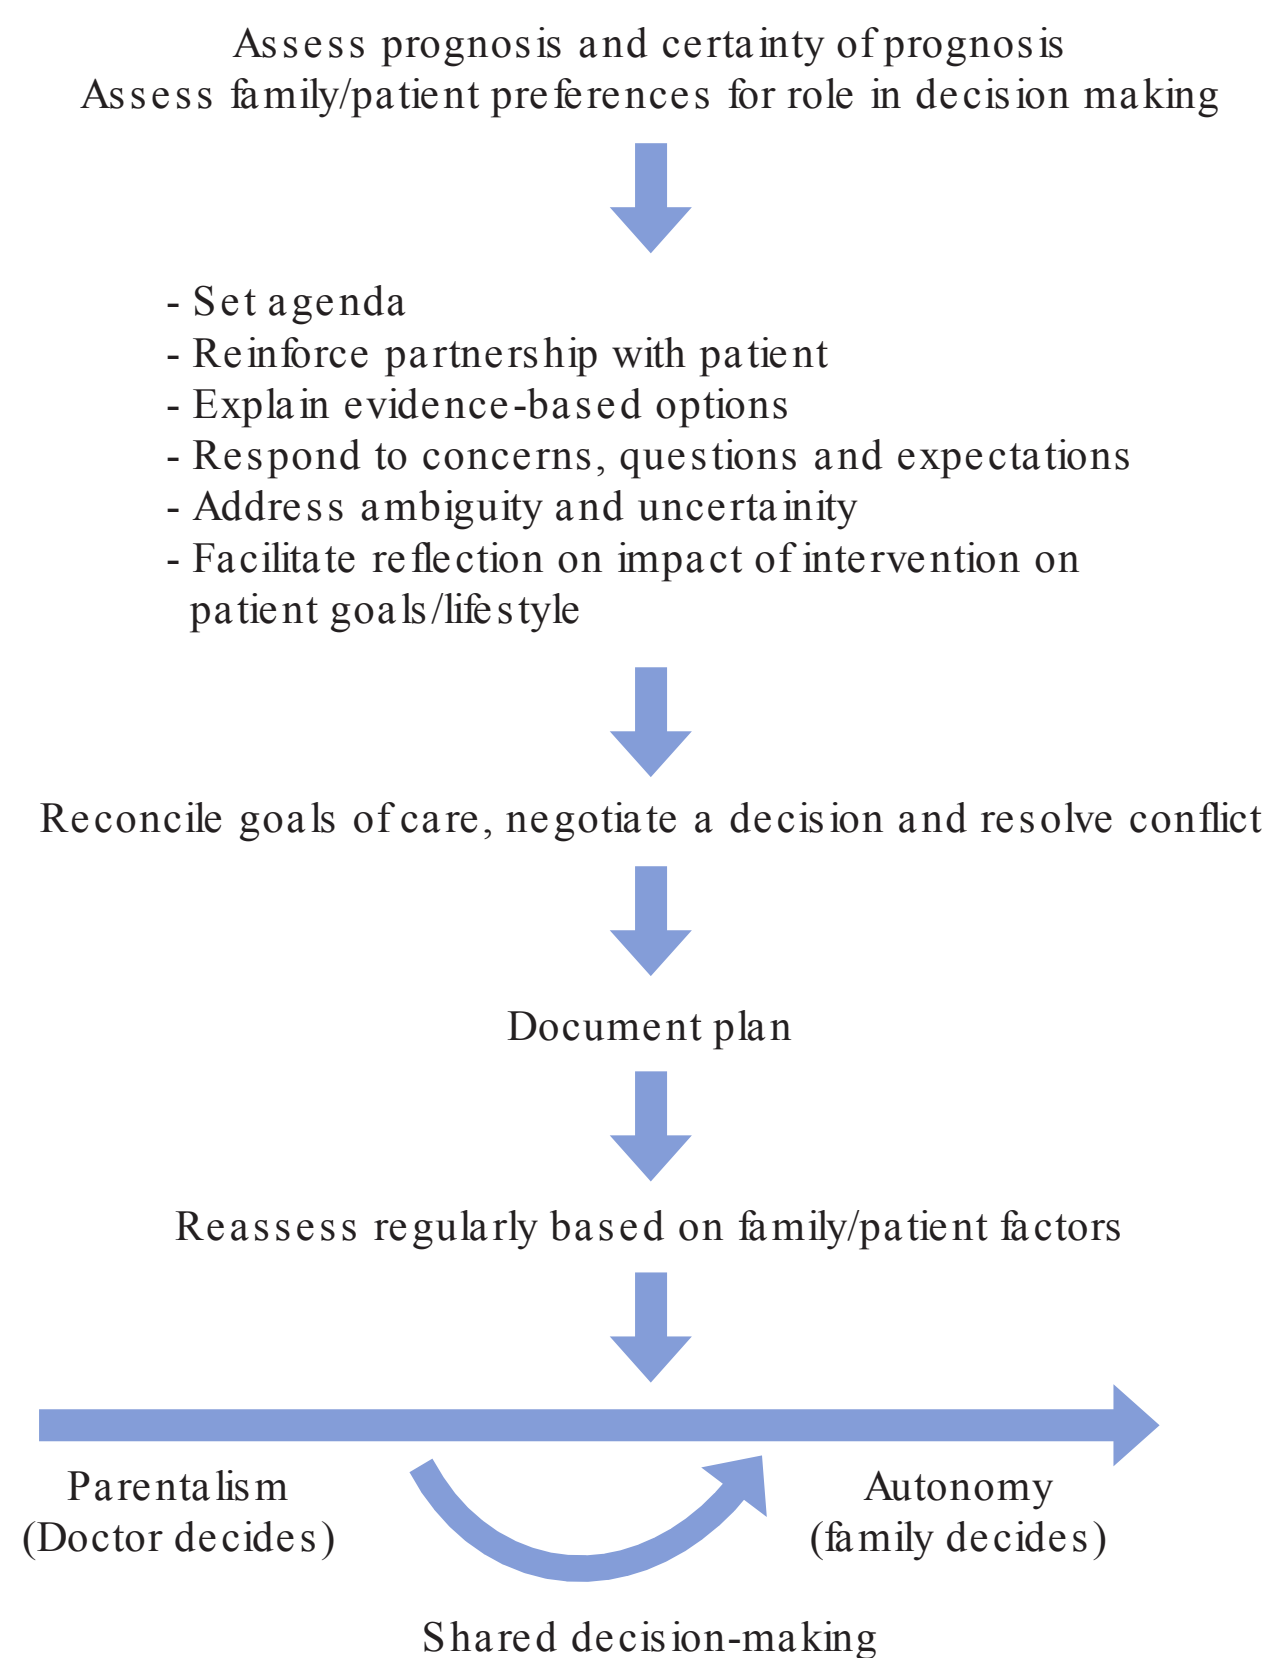 Assess prognosis and certainty of prognosis
Assess family/patient preferences for role in decision making
- Set agenda
- Reinforce partnership with patient
- Explain evidence-based options
- Respond to concerns, questions and expectations
- Address ambiguity and uncertainity
- Facilitate reflection on impact of intervention on
patient goals/lifestyle
Reconcile goals of care, negotiate a decision and resolve conflict
Document plan
Reassess regularly based on family/patient factors
Parentalism
(Doctor decides)
Autonomy
(family decides)
Shared decision-making